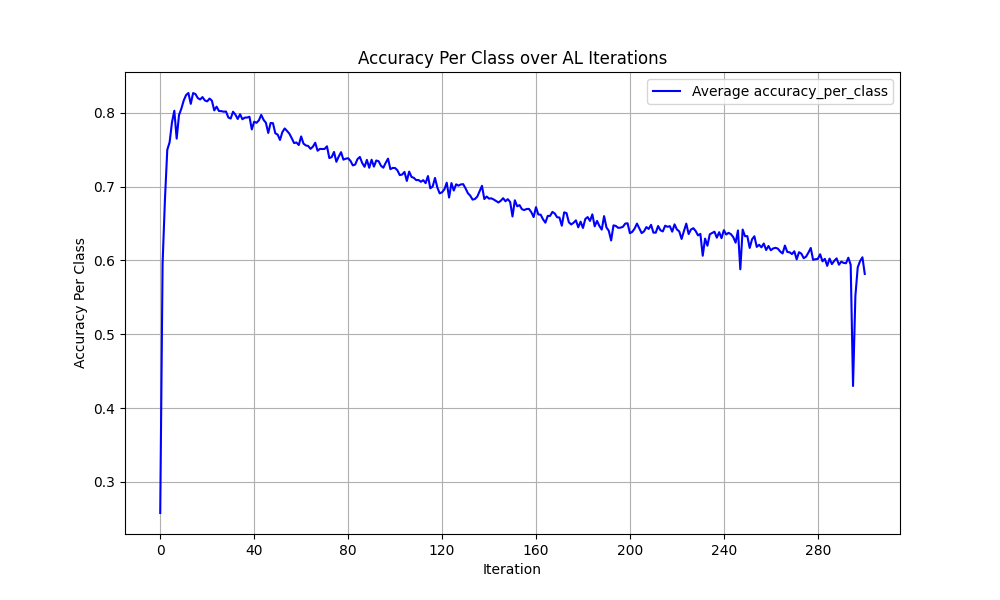 Accuracy Per Class over AL Iterations
Average accuracy_per_class
Accuracy Per Class
0.8
0.7
0.6
0.5
0.4
0.3
0 40 80 120 160 200 240 280
Iteration